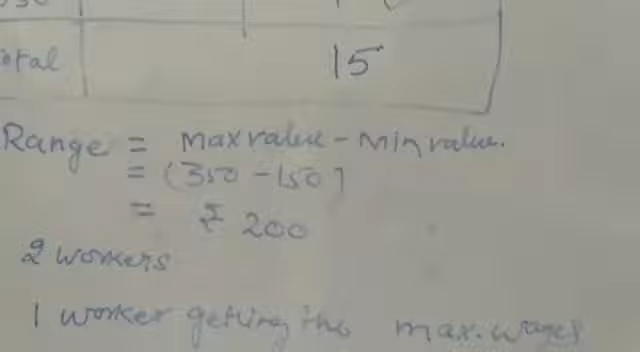 otal 15
Range = max value - min value.
= (350 - 150)
= ₹ 200
2 workers
1 worker getting the max. wages